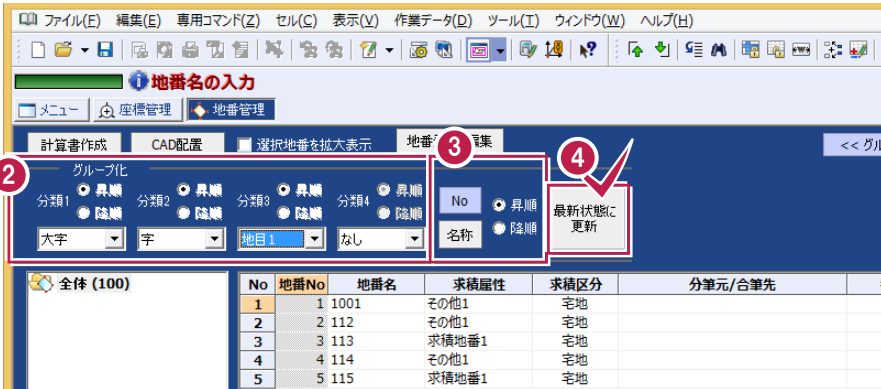 ファイル(F) 編集(E) 専用コマンド(Z) セル(C) 表示(V) 作業データ(D) ツール(T) ウィンドウ(W) ヘルプ(H)
地番名の入力
メニュー 座標管理 地番管理
計算書作成 CAD配置 選択地番を拡大表示 地番 集 << グル
2 3 4
グループ化
分類1 昇順 降順 分類2 昇順 降順 分類3 昇順 降順 分類4 昇順 降順
大字 字 地目1 なし
No 名称 昇順 降順
最新状態に
更新
全体 (100)
No 地番No 地番名 求積属性 求積区分 分筆元/合筆先
1 1 1001 その他1 宅地
2 2 112 その他1 宅地
3 3 113 求積地番1 宅地
4 4 114 その他1 宅地
5 5 115 求積地番1 宅地